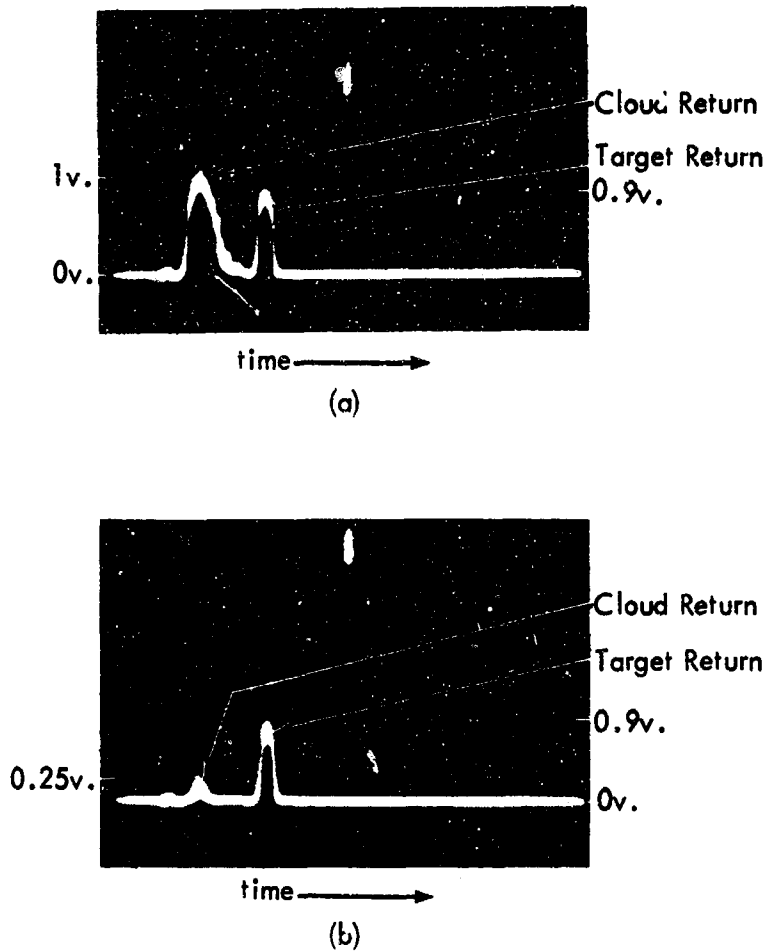 Cloud Return
Target Return
1v.
0.9v.
0v.
time
(a)
Cloud Return
Target Return
0.9v.
0.25v.
0v.
time
(b)